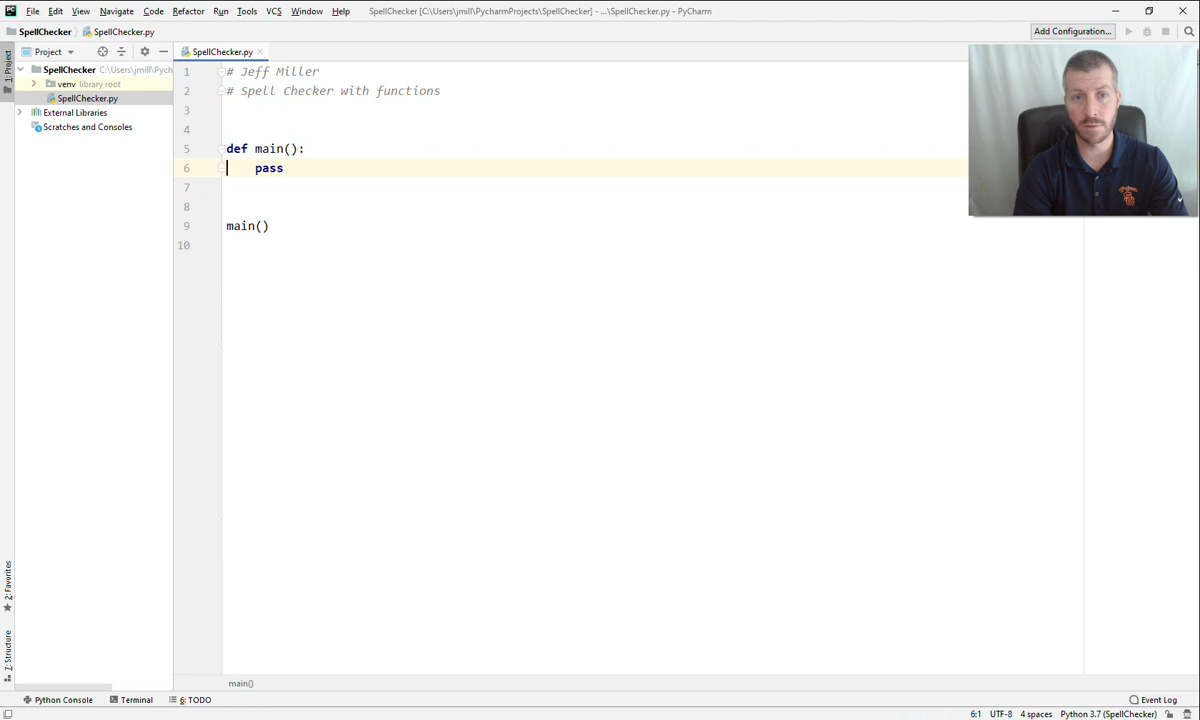 File Edit View Navigate Code Refactor Run Tools VCS Window Help SpellChecker [C:\Users\jmill\PycharmProjects\SpellChecker] - ...\SpellChecker.py - PyCharm
SpellChecker SpellChecker.py Add Configuration...
1: Project
Project
SpellChecker C:\Users\jmill\Pych
venv library root
SpellChecker.py
External Libraries
Scratches and Consoles
SpellChecker.py
1 # Jeff Miller
2 # Spell Checker with functions
3
4
5 def main():
6 pass
7
8
9 main()
10
2: Favorites
7: Structure
main()
Python Console Terminal 6: TODO Event Log
6:1 UTF-8 4 spaces Python 3.7 (SpellChecker)